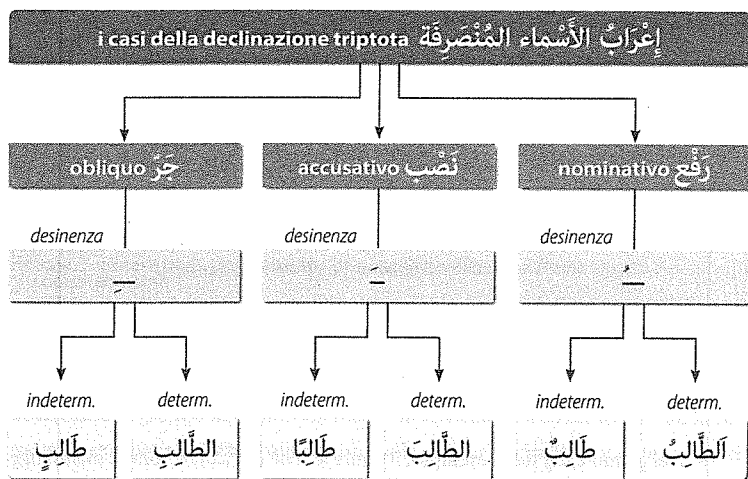 إِعْرَابُ الأَسْماء المُنْصَرِفَة i casi della declinazione triptota
رَفْع nominativo
نَصْب accusativo
جَرّ obliquo
desinenza
desinenza
desinenza
ـُ
ـَ
ـِ
determ.
indeterm.
determ.
indeterm.
determ.
indeterm.
اَلطَّالِبُ
طَالِبٌ
الطَّالِبَ
طَالِبًا
الطَّالِبِ
طَالِبٍ